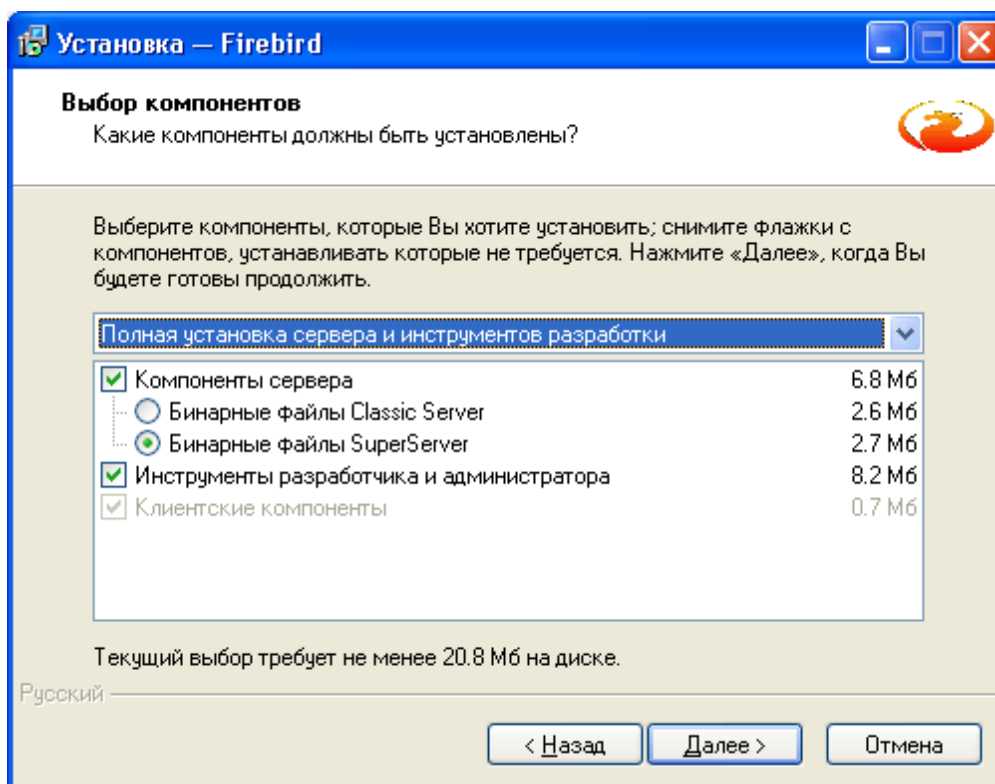 Установка — Firebird
Выбор компонентов
Какие компоненты должны быть установлены?
Выберите компоненты, которые Вы хотите установить; снимите флажки с
компонентов, устанавливать которые не требуется. Нажмите «Далее», когда Вы
будете готовы продолжить.
Полная установка сервера и инструментов разработки
Компоненты сервера 6.8 Мб
Бинарные файлы Classic Server 2.6 Мб
Бинарные файлы SuperServer 2.7 Мб
Инструменты разработчика и администратора 8.2 Мб
Клиентские компоненты 0.7 Мб
Текущий выбор требует не менее 20.8 Мб на диске.
Русский
< Назад Далее > Отмена